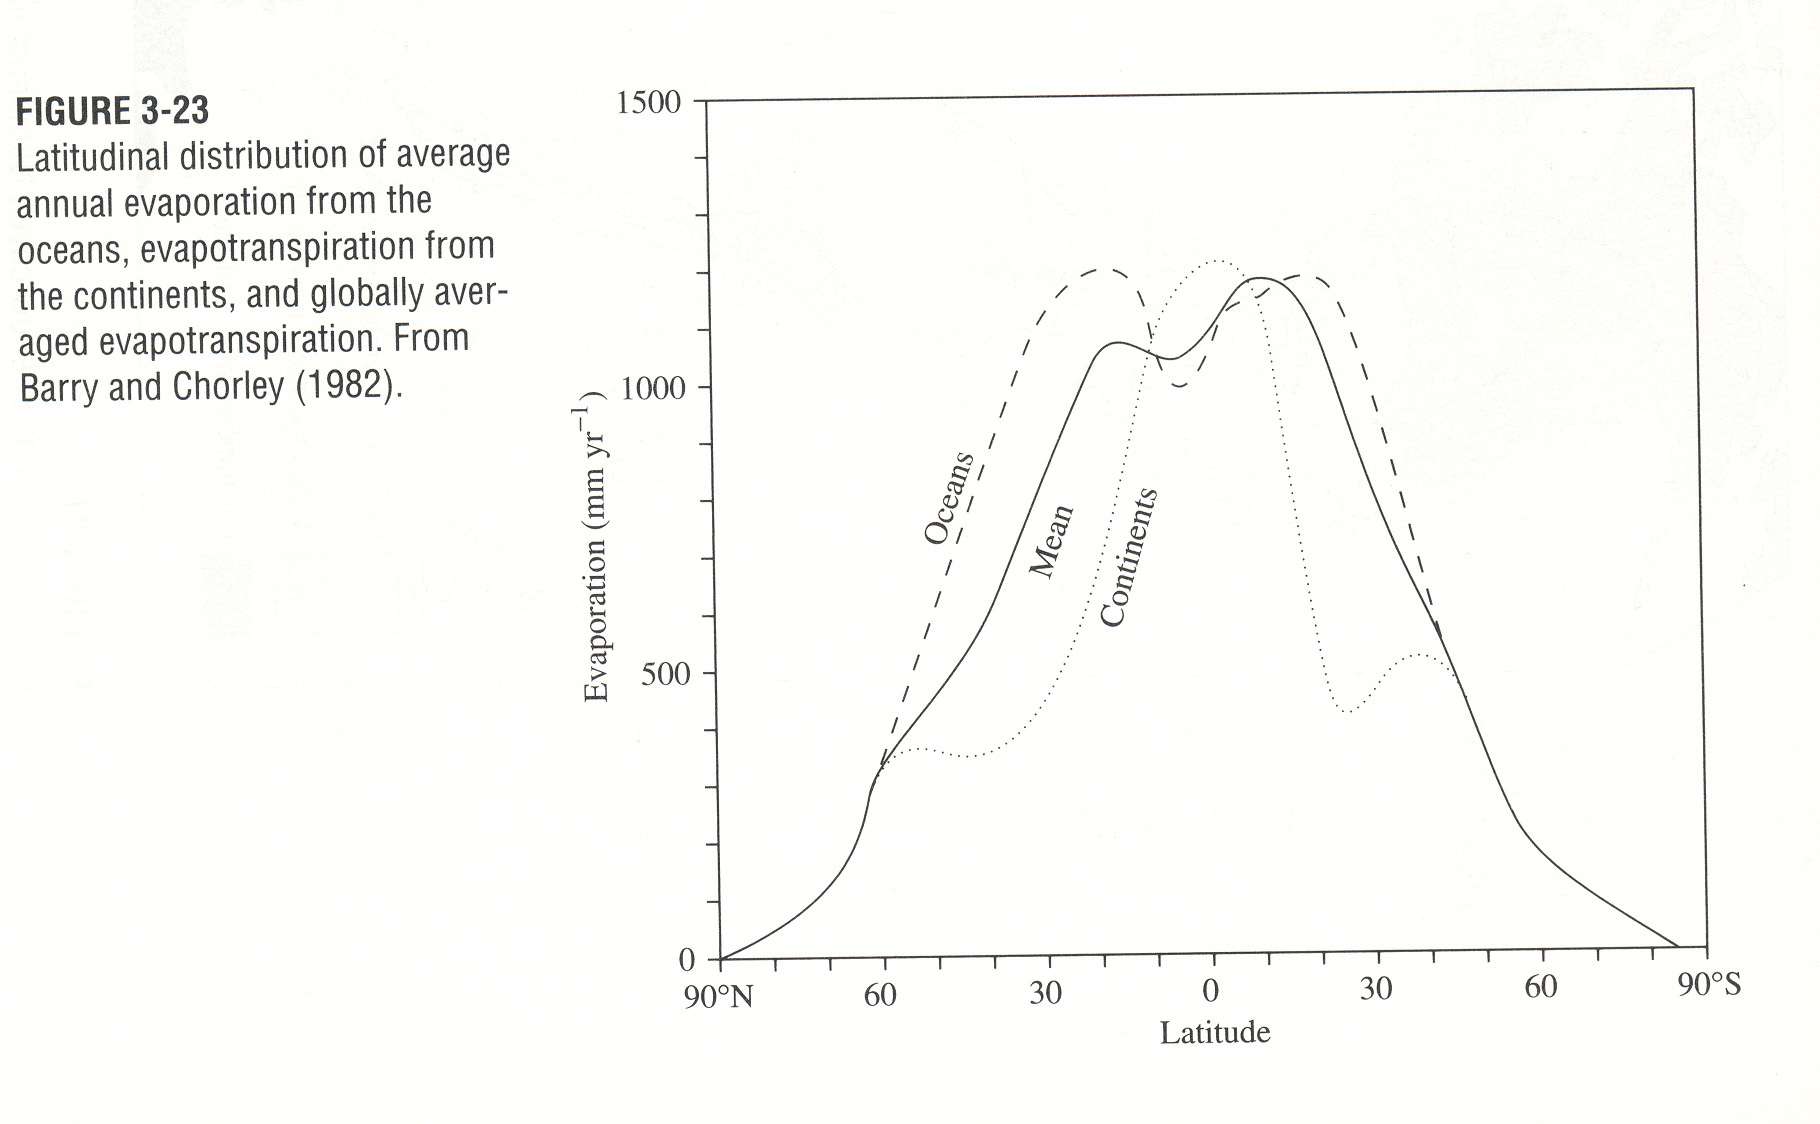 FIGURE 3-23
Latitudinal distribution of average
annual evaporation from the
oceans, evapotranspiration from
the continents, and globally aver-
aged evapotranspiration. From
Barry and Chorley (1982).
1500
1000
500
0
Evaporation (mm yr⁻¹)
Oceans
Mean
Continents
90°N 60 30 0 30 60 90°S
Latitude